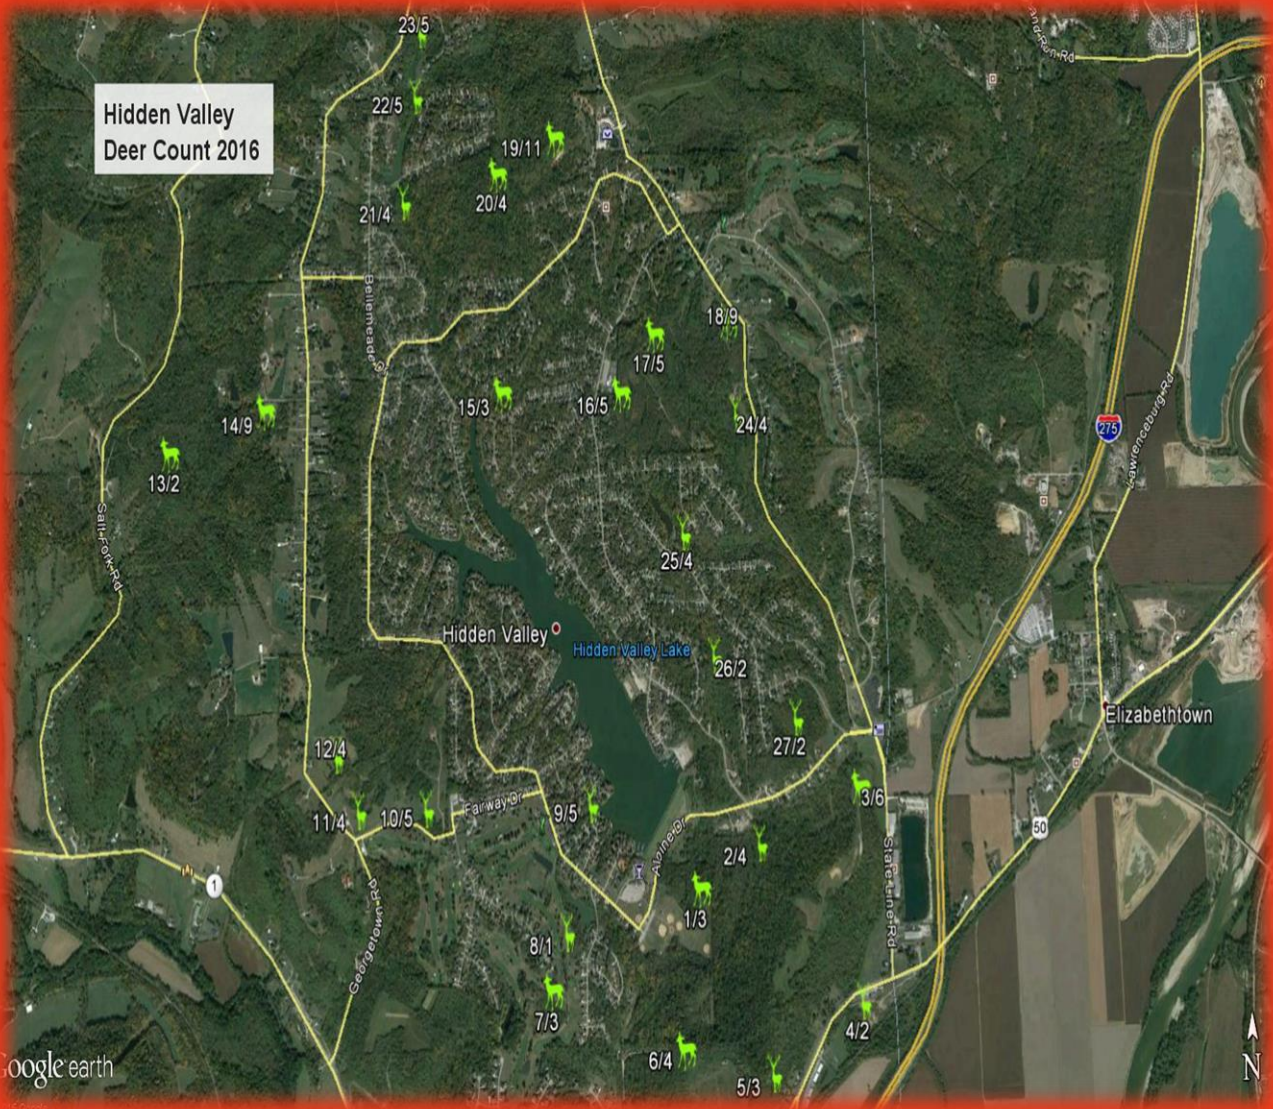 Hidden Valley
Deer Count 2016
23/5
22/5
19/11
20/4
21/4
Bellemeade
18/9
17/5
15/3
16/5
14/9
24/4
13/2
275
Lawrenceburg Rd
Salt Fork Rd
25/4
Hidden Valley
Hidden Valley Lake
26/2
Elizabethtown
27/2
12/4
3/6
11/4
10/5
Fairway Dr
9/5
50
Alpine Dr
2/4
State Line Rd
1
1/3
Georgetown Rd
8/1
7/3
4/2
6/4
5/3
Google earth
N